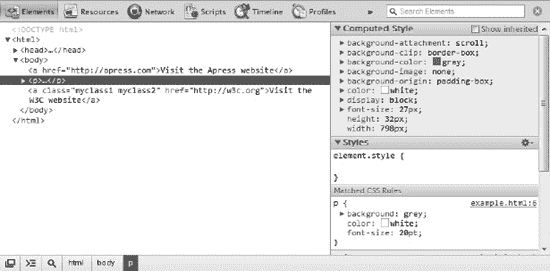 Elements Resources Network Scripts Timeline Profiles » Search Elements
<!DOCTYPE html>
<html>
<head>…</head>
<body>
<a href="http://apress.com">Visit the Apress website</a>
<p>…</p>
<a class="myclass1 myclass2" href="http://w3c.org">Visit the
W3C website</a>
</body>
</html>
Computed Style Show inherited
background-attachment: scroll;
background-clip: border-box;
background-color: grey;
background-image: none;
background-origin: padding-box;
color: white;
display: block;
font-size: 27px;
height: 32px;
width: 798px;
Styles
element.style {
}
Matched CSS Rules
p { example.html:6
background: grey;
color: white;
font-size: 20pt;
}
html body p